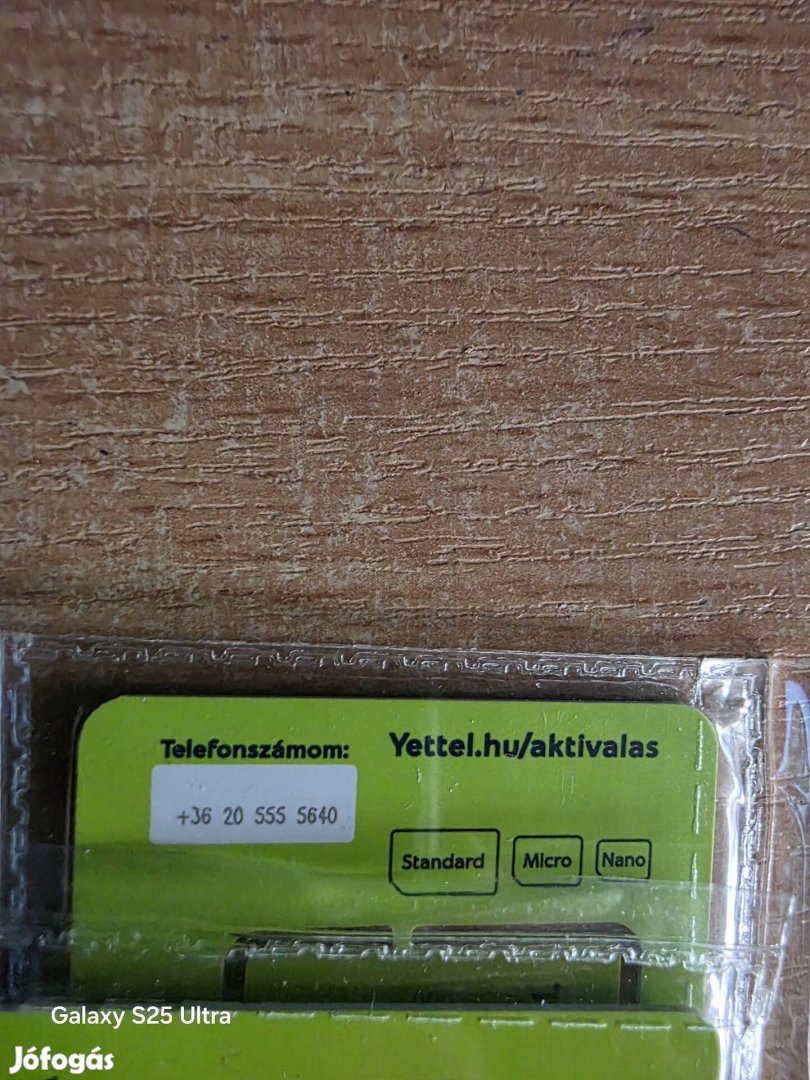 Telefonszámom:
Yettel.hu/aktivalas
+36 20 555 5640
Standard
Micro
Nano
Galaxy S25 Ultra
Jófogás